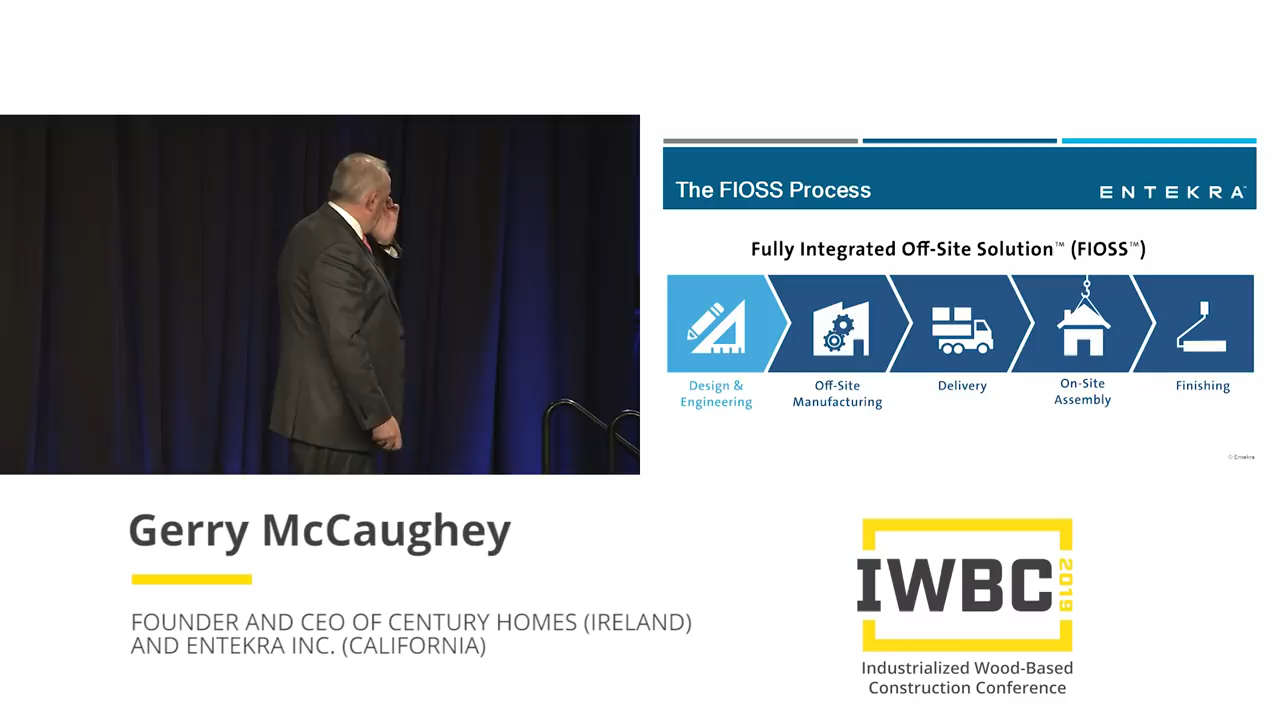 The FIOSS Process
ENTEKRA™
Fully Integrated Off-Site Solution™ (FIOSS™)
Design &
Engineering
Off-Site
Manufacturing
Delivery
On-Site
Assembly
Finishing
© Entekra
Gerry McCaughey
FOUNDER AND CEO OF CENTURY HOMES (IRELAND)
AND ENTEKRA INC. (CALIFORNIA)
IWBC
2019
Industrialized Wood-Based
Construction Conference